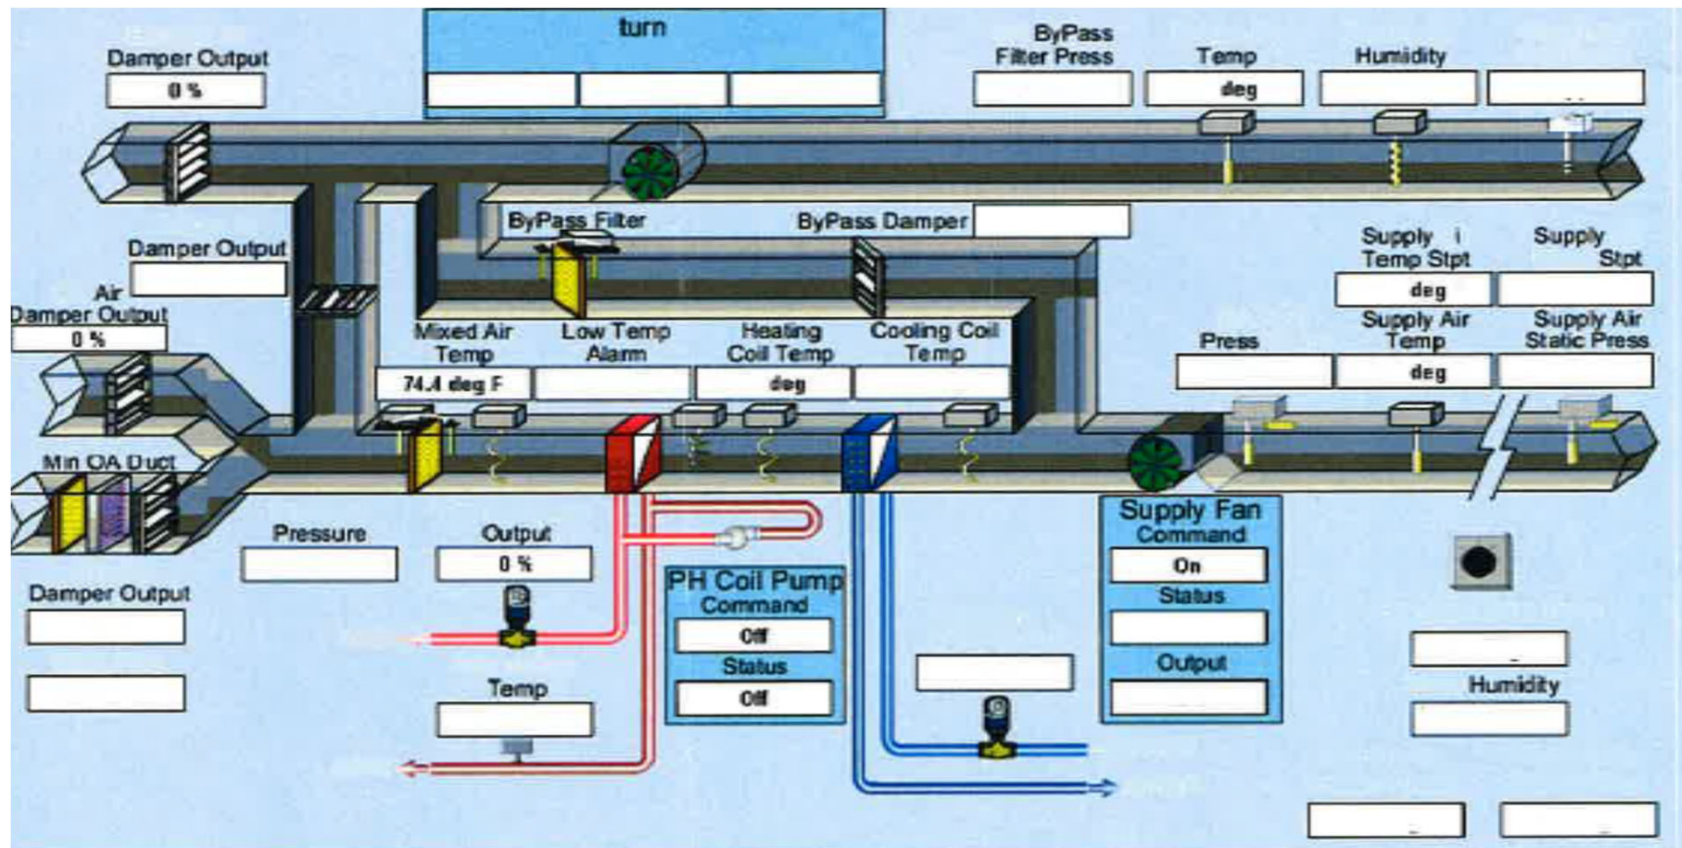 turn
Damper Output
0 %
ByPass
Filter Press
Temp
deg
Humidity
ByPass Filter
ByPass Damper
Damper Output
Air
Damper Output
0 %
Supply i
Temp Stpt
deg
Supply
Stpt
Mixed Air
Temp
74.4 deg F
Low Temp
Alarm
Heating
Coil Temp
deg
Cooling Coil
Temp
Press
Supply Air
Temp
deg
Supply Air
Static Press
Min OA Duct
Pressure
Output
0 %
Supply Fan
Command
On
Status
Output
PH Coil Pump
Command
Off
Status
Off
Damper Output
Temp
Humidity